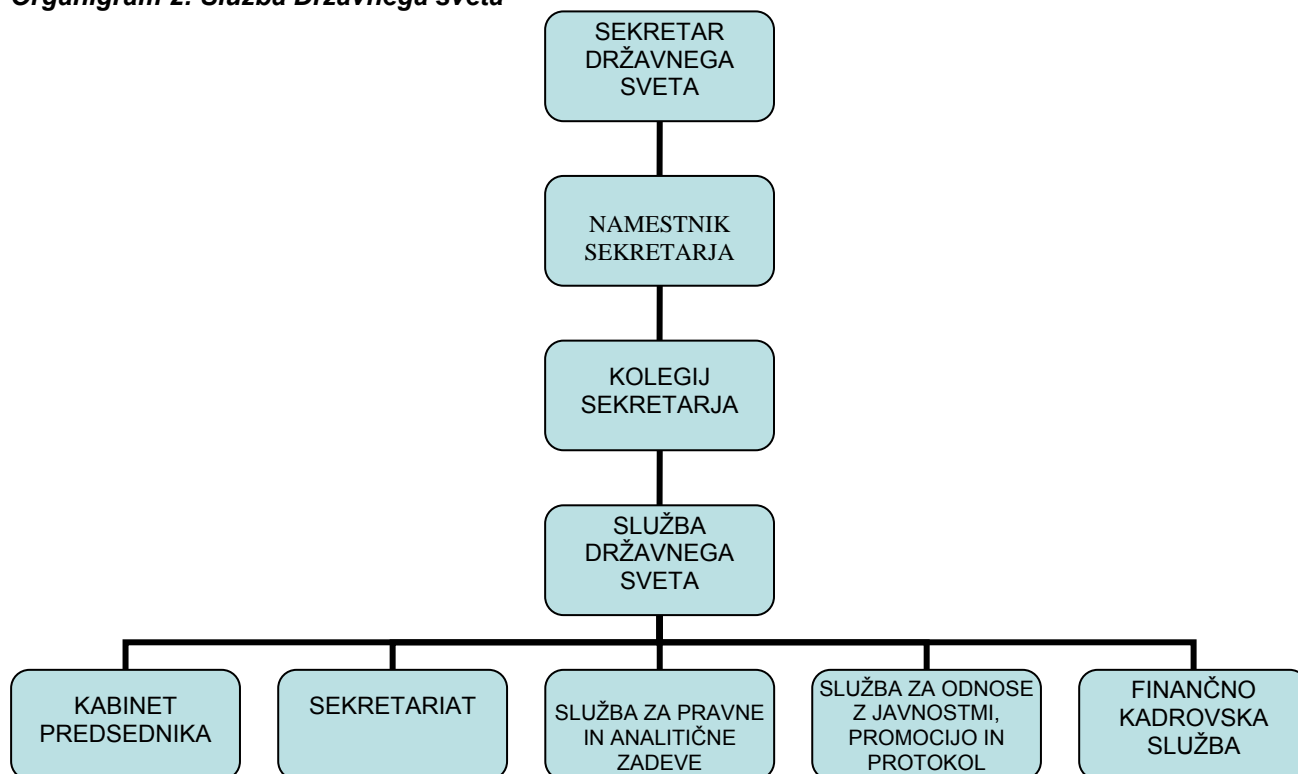 Organigram 2: Služba Državnega sveta
SEKRETAR
DRŽAVNEGA
SVETA
NAMESTNIK
SEKRETARJA
KOLEGIJ
SEKRETARJA
SLUŽBA
DRŽAVNEGA
SVETA
KABINET
PREDSEDNIKA
SEKRETARIAT
SLUŽBA ZA PRAVNE
IN ANALITIČNE
ZADEVE
SLUŽBA ZA ODNOSE
Z JAVNOSTMI,
PROMOCIJO IN
PROTOKOL
FINANČNO
KADROVSKA
SLUŽBA